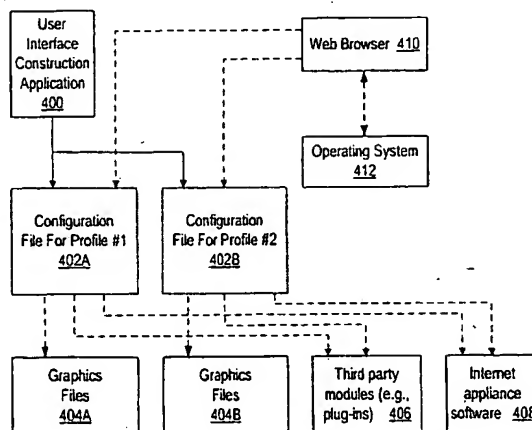 User
Interface
Construction
Application
400
Web Browser 410
Operating System
412
Configuration
File For Profile #1
402A
Configuration
File For Profile #2
402B
Graphics
Files
404A
Graphics
Files
404B
Third party
modules (e.g.,
plug-ins) 406
Internet
appliance
software 408